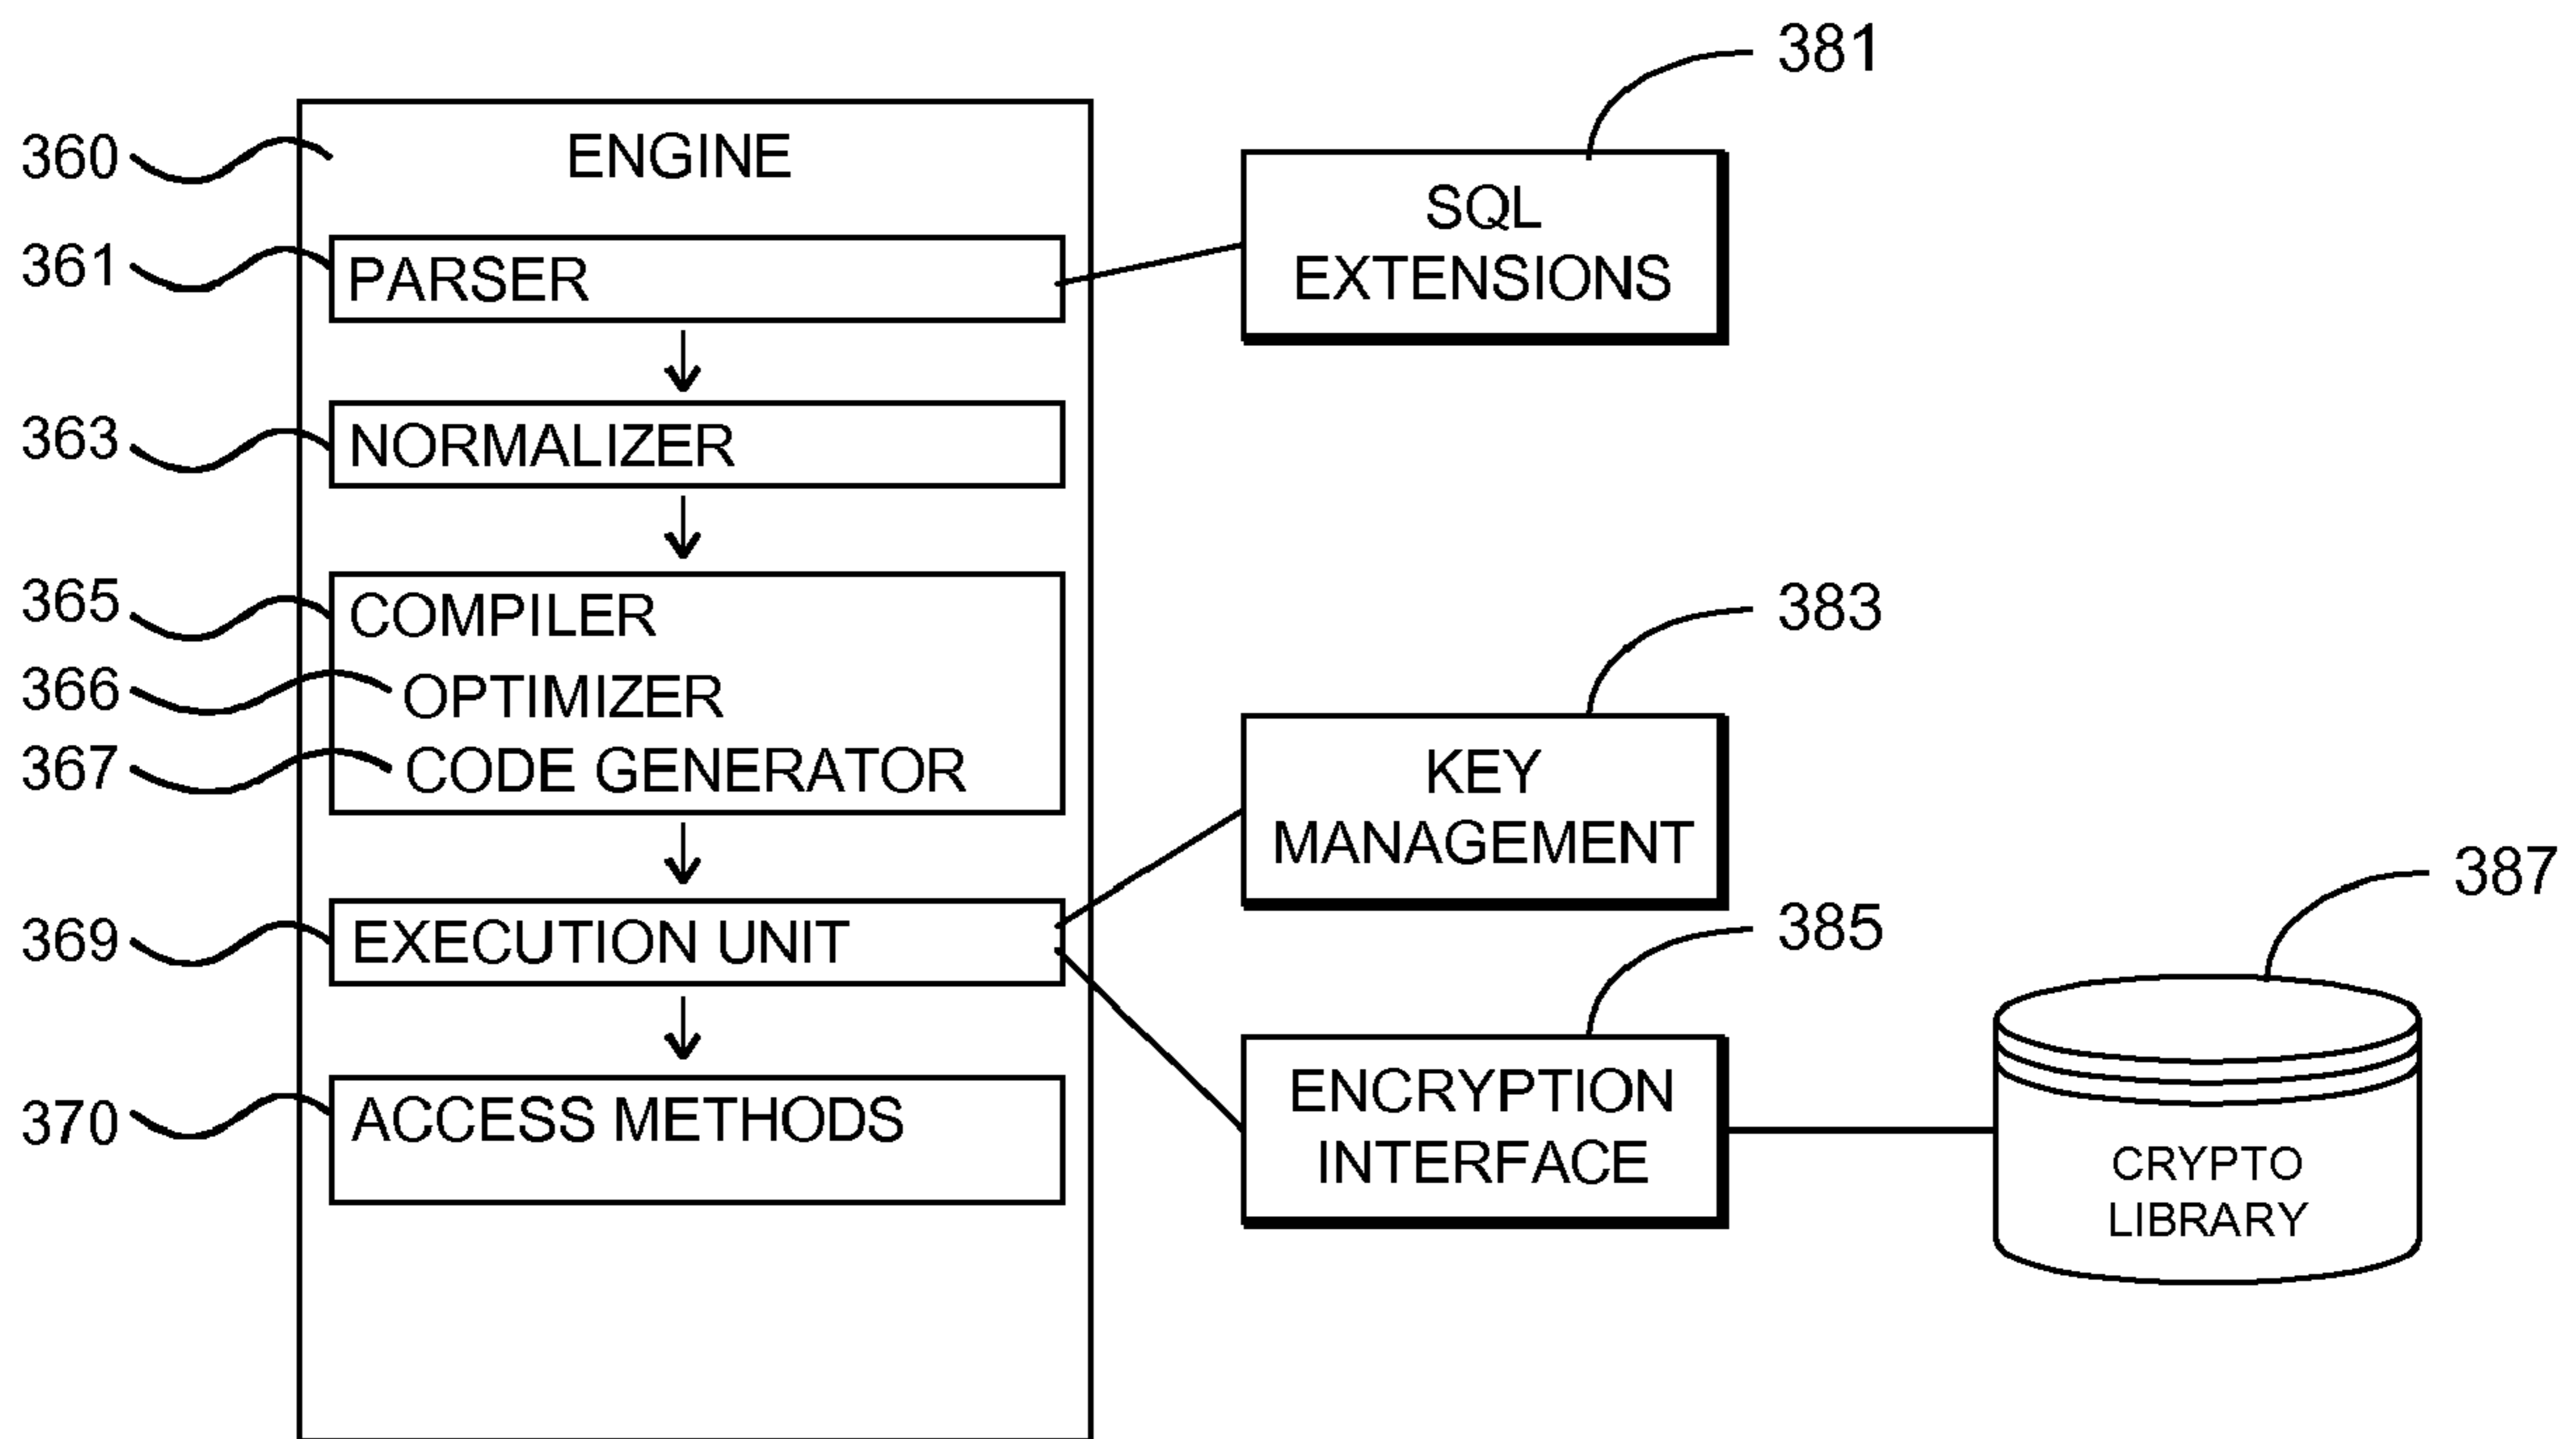 381
360
ENGINE
SQL
EXTENSIONS
361
PARSER
363
NORMALIZER
365
COMPILER
383
366
OPTIMIZER
367
CODE GENERATOR
KEY
MANAGEMENT
387
369
EXECUTION UNIT
385
370
ACCESS METHODS
ENCRYPTION
INTERFACE
CRYPTO
LIBRARY